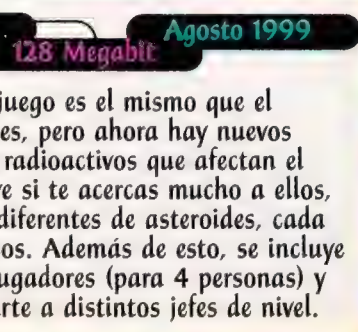 Agosto 1999
128 Megabit
juego es el mismo que el
es, pero ahora hay nuevos
radioactivos que afectan el
e si te acercas mucho a ellos,
diferentes de asteroides, cada
os. Además de esto, se incluye
ugadores (para 4 personas) y
rte a distintos jefes de nivel.